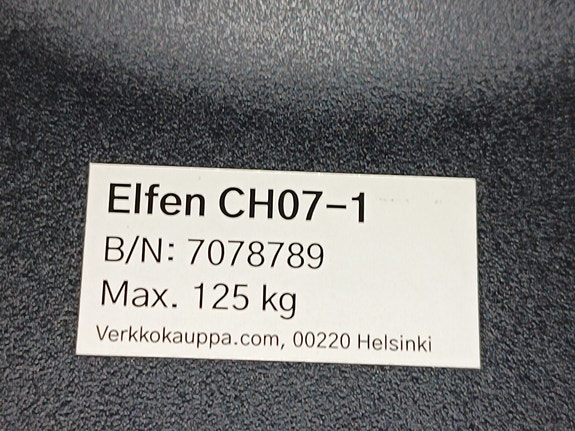 Elfen CH07-1
B/N: 7078789
Max. 125 kg
Verkkokauppa.com, 00220 Helsinki